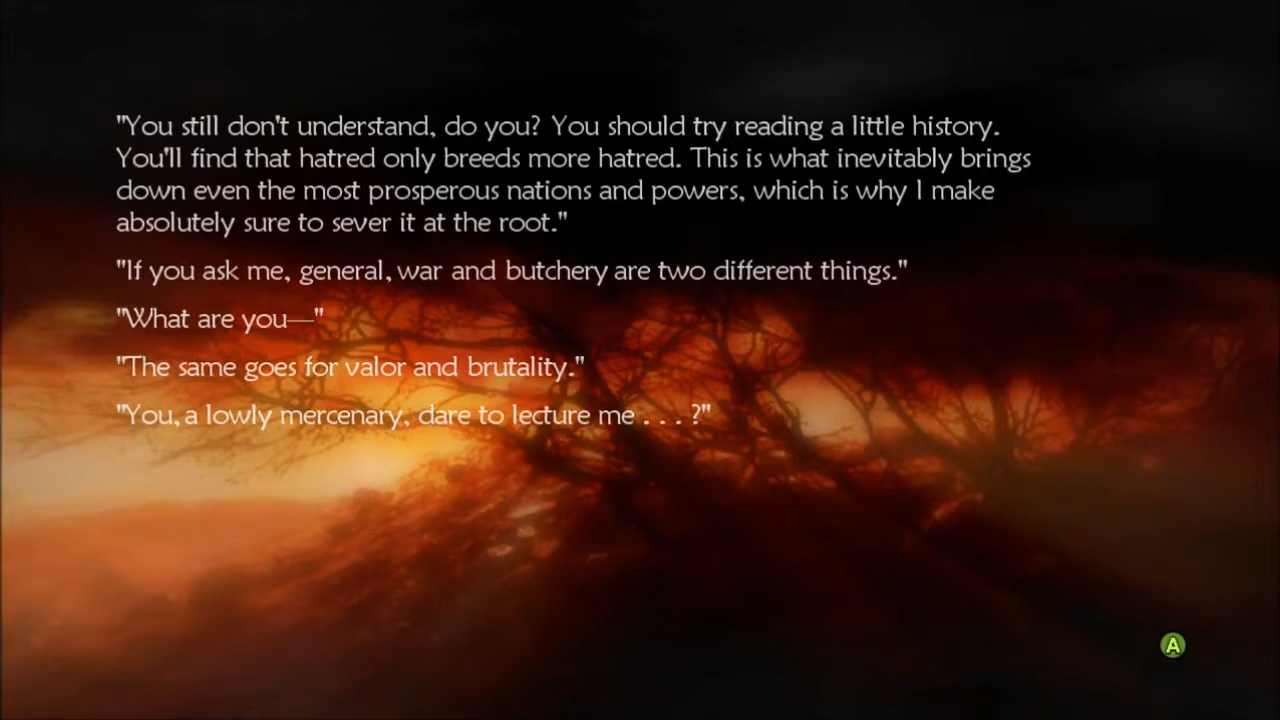 "You still don't understand, do you? You should try reading a little history.
You'll find that hatred only breeds more hatred. This is what inevitably brings
down even the most prosperous nations and powers, which is why I make
absolutely sure to sever it at the root."
"If you ask me, general, war and butchery are two different things."
"What are you—"
"The same goes for valor and brutality."
"You, a lowly mercenary, dare to lecture me . . . ?"
A